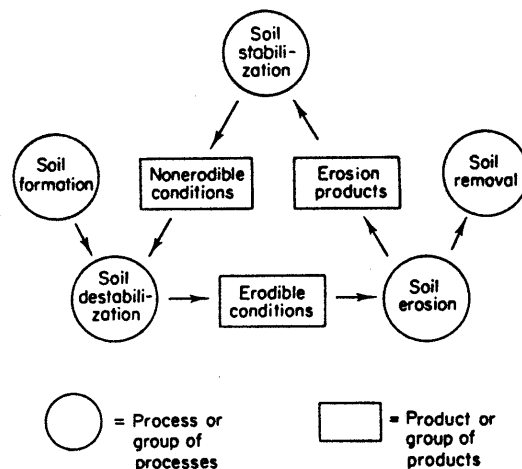 Soil
stabili-
zation
Soil
formation
Nonerodible
conditions
Erosion
products
Soil
removal
Soil
destabili-
zation
Erodible
conditions
Soil
erosion
= Process or
group of
processes
= Product or
group of
products